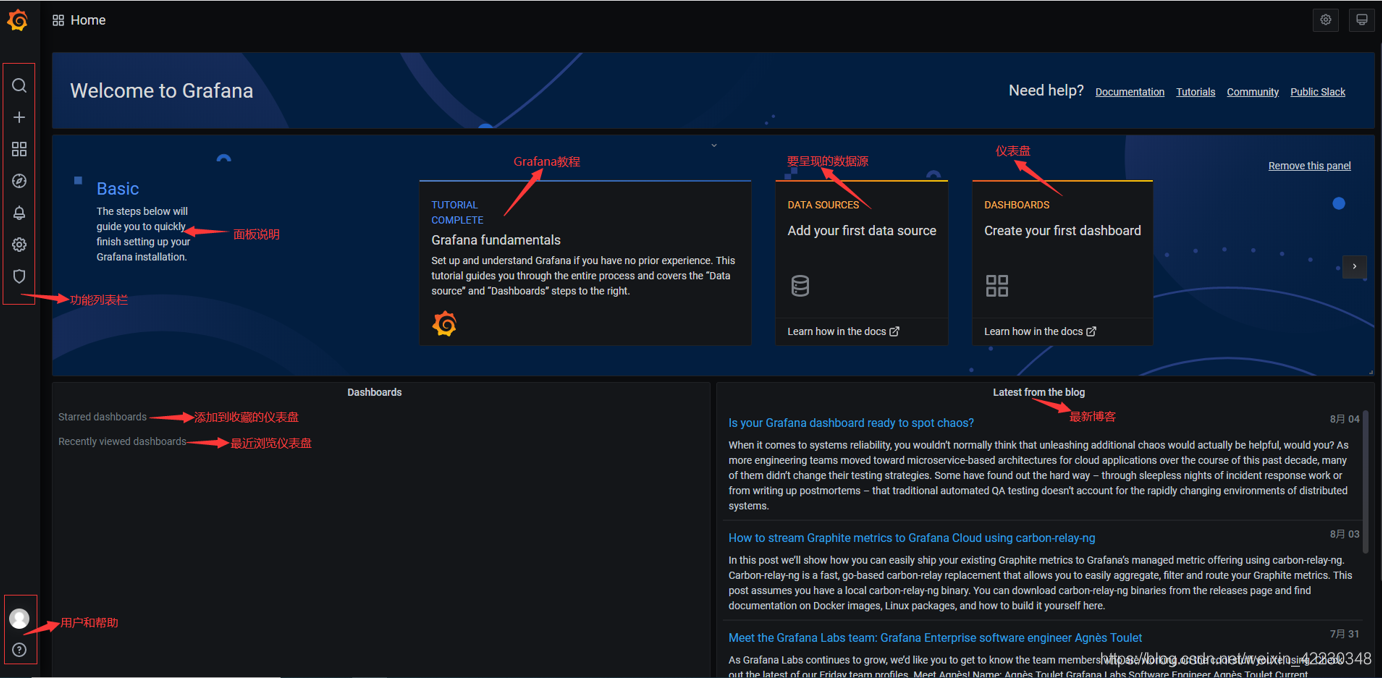 Home
Welcome to Grafana
Need help? Documentation Tutorials Community Public Slack
Grafana教程
要呈现的数据源
仪表盘
Remove this panel
Basic
The steps below will
guide you to quickly
finish setting up your
Grafana installation.
面板说明
TUTORIAL
COMPLETE
Grafana fundamentals
Set up and understand Grafana if you have no prior experience. This
tutorial guides you through the entire process and covers the “Data
source” and “Dashboards” steps to the right.
DATA SOURCES
Add your first data source
Learn how in the docs
DASHBOARDS
Create your first dashboard
Learn how in the docs
功能列表栏
Dashboards
Starred dashboards
添加到收藏的仪表盘
Recently viewed dashboards
最近浏览仪表盘
Latest from the blog
最新博客
Is your Grafana dashboard ready to spot chaos?
8月 04
When it comes to systems reliability, you wouldn’t normally think that unleashing additional chaos would actually be helpful, would you? As
more engineering teams moved toward microservice-based architectures for cloud applications over the course of this past decade, many
of them didn’t change their testing strategies. Some have found out the hard way – through sleepless nights of incident response work or
from writing up postmortems – that traditional automated QA testing doesn’t account for the rapidly changing environments of distributed
systems.
How to stream Graphite metrics to Grafana Cloud using carbon-relay-ng
8月 03
In this post we’ll show how you can easily ship your existing Graphite metrics to Grafana’s managed metric offering using carbon-relay-ng.
Carbon-relay-ng is a fast, go-based carbon-relay replacement that allows you to easily aggregate, filter and route your Graphite metrics. This
post assumes you have a local carbon-relay-ng binary. You can download carbon-relay-ng binaries from the releases page and find
documentation on Docker images, Linux packages, and how to build it yourself here.
Meet the Grafana Labs team: Grafana Enterprise software engineer Agnès Toulet
7月 31
As Grafana Labs continues to grow, we’d like you to get to know the team members
out the latest of our Friday team profiles. Meet Agnès! Name: Agnès Toulet Grafana Labs Software Engineer Agnès Toulet Current
用户和帮助
https://blog.csdn.net/weixin_42230348